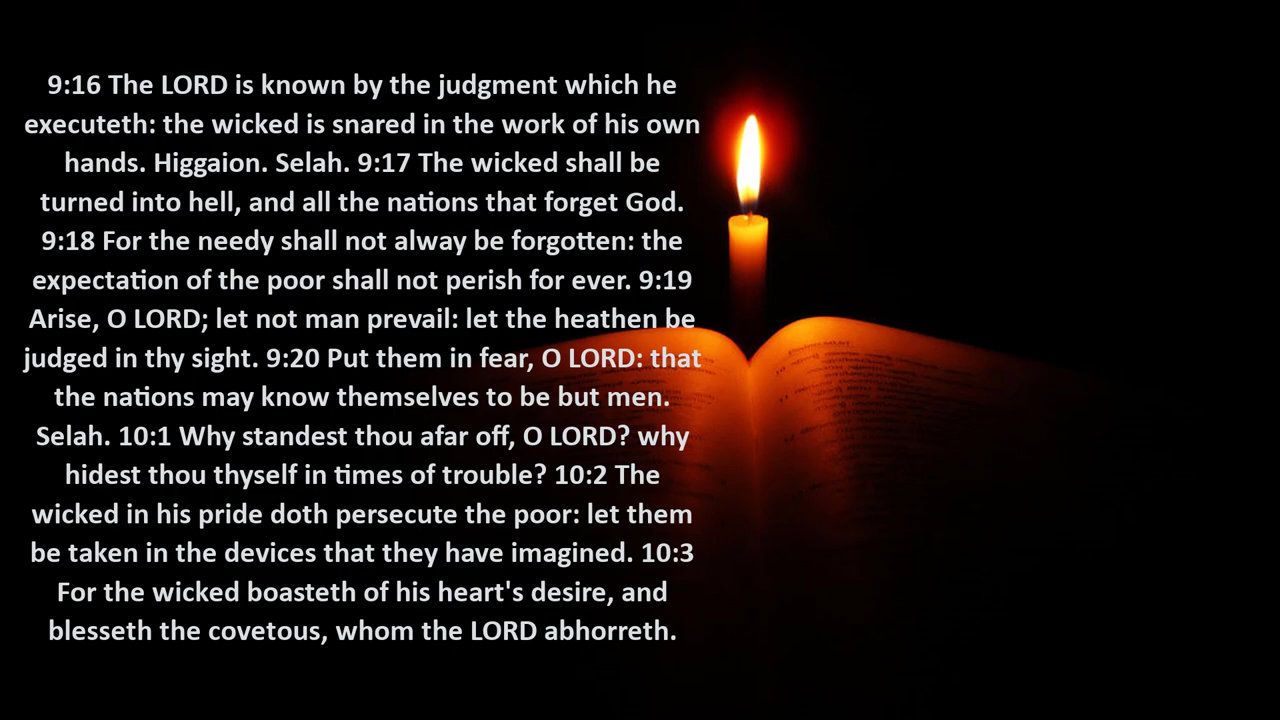 9:16 The LORD is known by the judgment which he
executeth: the wicked is snared in the work of his own
hands. Higgaion. Selah. 9:17 The wicked shall be
turned into hell, and all the nations that forget God.
9:18 For the needy shall not alway be forgotten: the
expectation of the poor shall not perish for ever. 9:19
Arise, O LORD; let not man prevail: let the heathen be
judged in thy sight. 9:20 Put them in fear, O LORD: that
the nations may know themselves to be but men.
Selah. 10:1 Why standest thou afar off, O LORD? why
hidest thou thyself in times of trouble? 10:2 The
wicked in his pride doth persecute the poor: let them
be taken in the devices that they have imagined. 10:3
For the wicked boasteth of his heart's desire, and
blesseth the covetous, whom the LORD abhorreth.